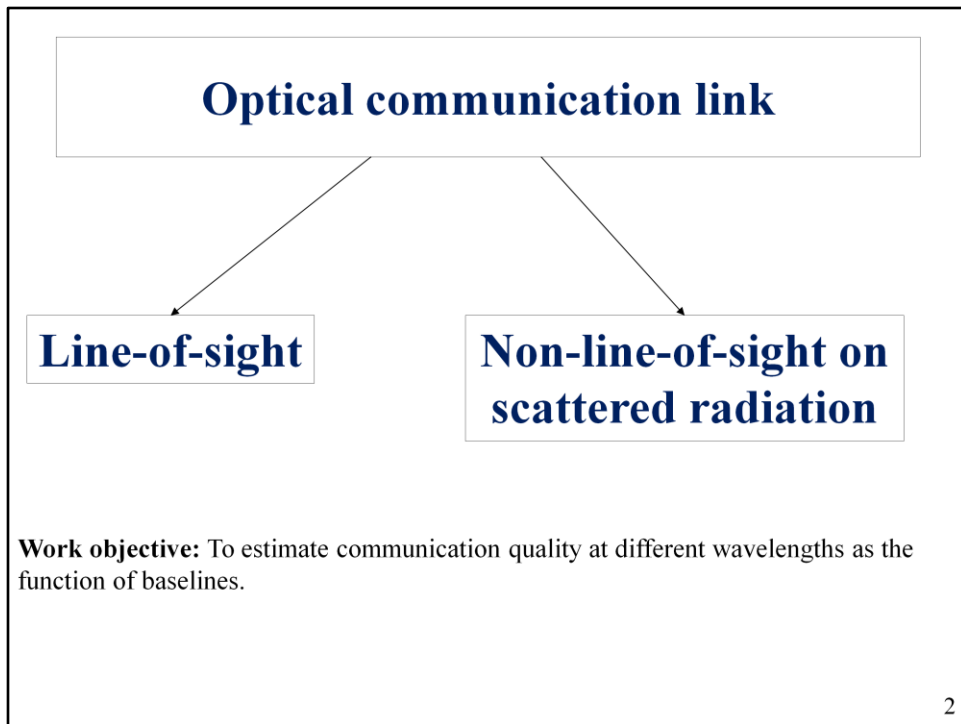 Optical communication link
Line-of-sight
Non-line-of-sight on
scattered radiation
Work objective: To estimate communication quality at different wavelengths as the
function of baselines.
2